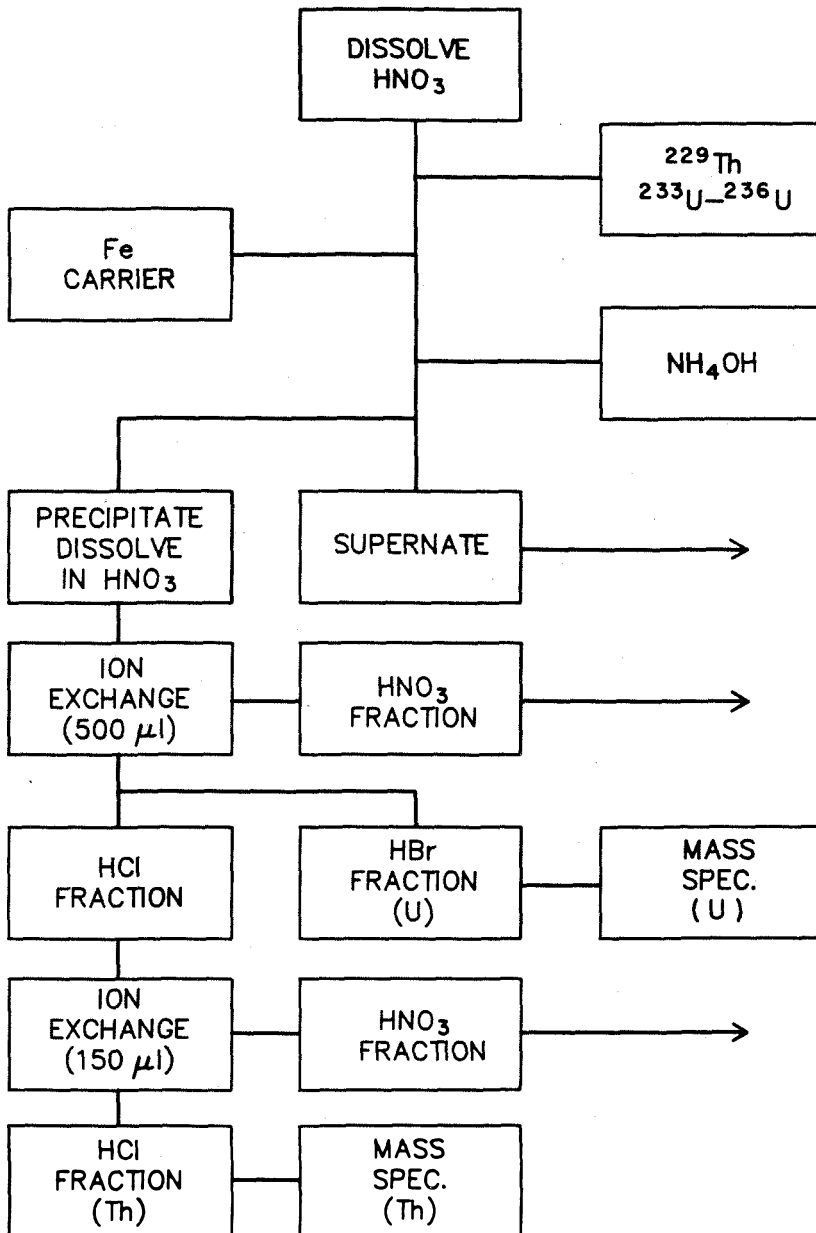 DISSOLVE
HNO₃
²²⁹Th
²³³U–²³⁶U
Fe
CARRIER
NH₄OH
PRECIPITATE
DISSOLVE
IN HNO₃
SUPERNATE
ION
EXCHANGE
(500 μl)
HNO₃
FRACTION
HCl
FRACTION
HBr
FRACTION
(U)
MASS
SPEC.
(U)
ION
EXCHANGE
(150 μl)
HNO₃
FRACTION
HCl
FRACTION
(Th)
MASS
SPEC.
(Th)